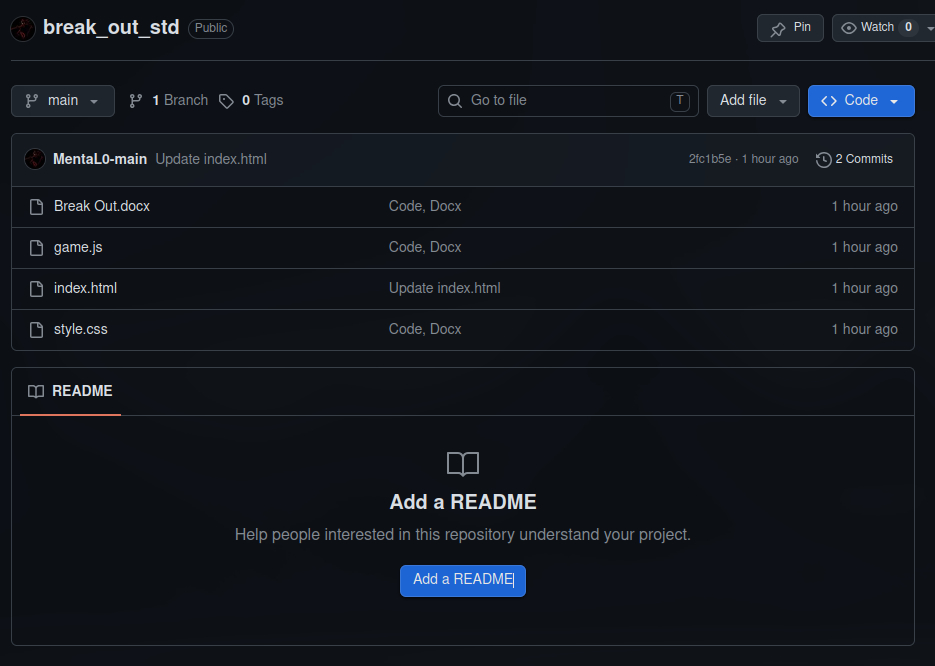 break_out_std Public Pin Watch 0
main 1 Branch 0 Tags Go to file T Add file Code
MentaL0-main Update index.html 2fc1b5e · 1 hour ago 2 Commits
Break Out.docx Code, Docx 1 hour ago
game.js Code, Docx 1 hour ago
index.html Update index.html 1 hour ago
style.css Code, Docx 1 hour ago
README
Add a README
Help people interested in this repository understand your project.
Add a README